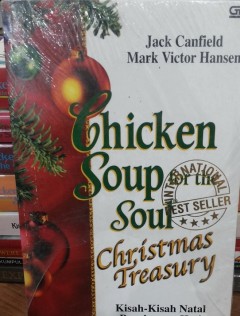 Jack Canfield
Mark Victor Hansen
Chicken
Soup for the
Soul
INTERNATIONAL
BEST SELLER
Christmas
Treasury
Kisah-Kisah Natal